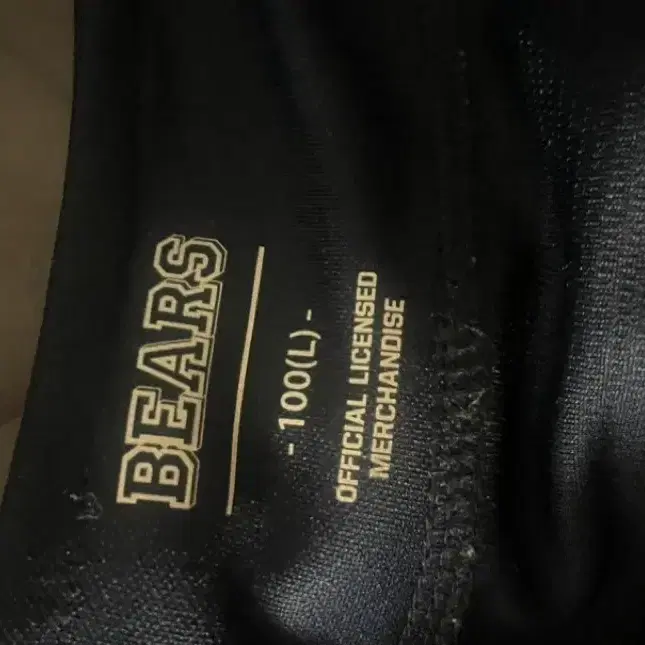 BEARS
- 100(L) -
OFFICIAL LICENSED
MERCHANDISE